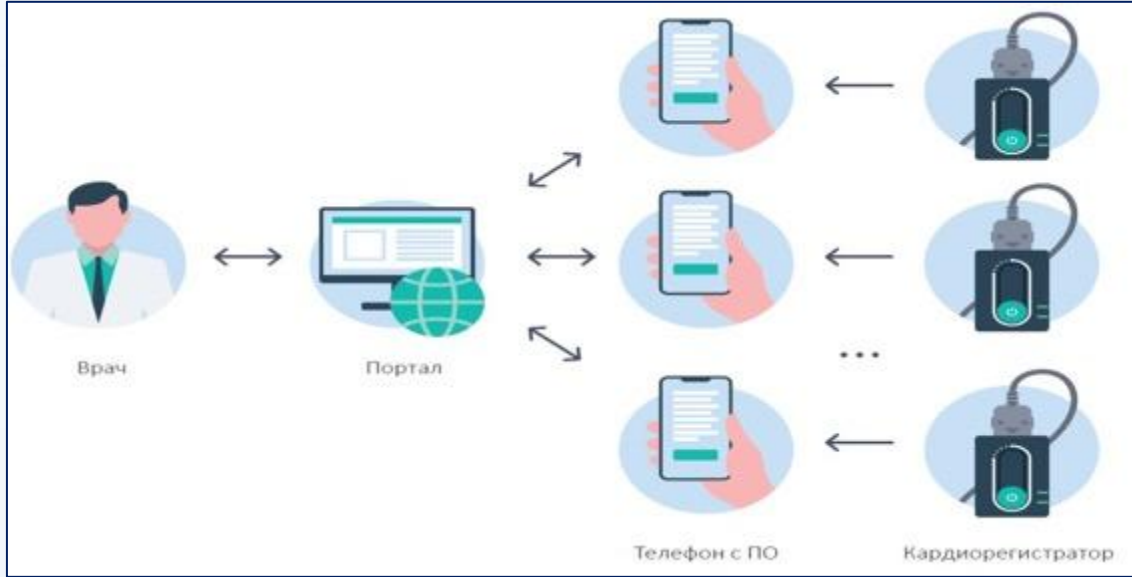 Врач
Портал
...
Телефон с ПО
Кардиорегистратор